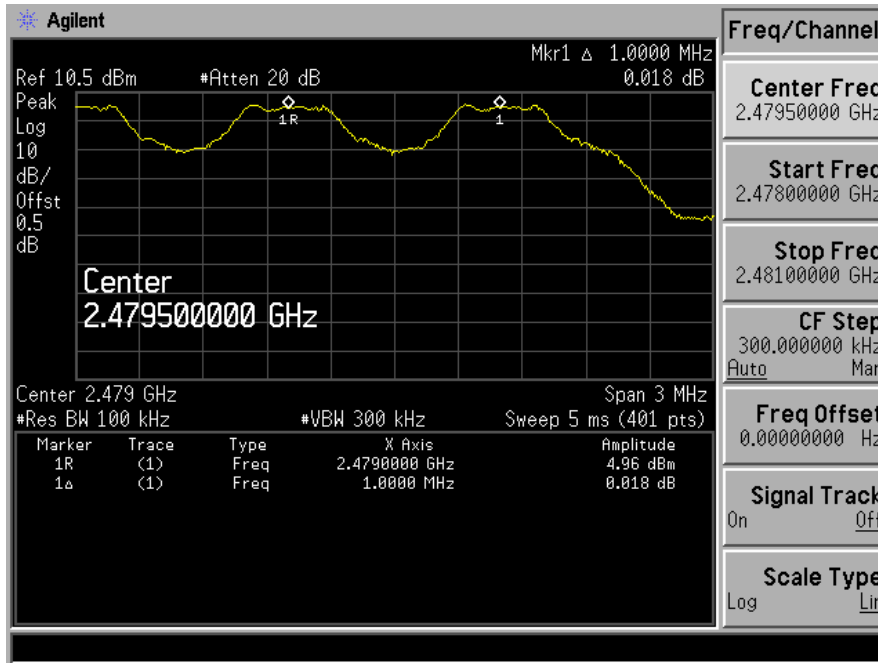 Agilent
Freq/Channel
Mkr1 Δ 1.0000 MHz
Ref 10.5 dBm #Atten 20 dB 0.018 dB
Peak
Log
10
dB/
Offst
0.5
dB
1R
1
Center
2.479500000 GHz
Center 2.479 GHz Span 3 MHz
#Res BW 100 kHz #VBW 300 kHz Sweep 5 ms (401 pts)
Marker Trace Type X Axis Amplitude
1R (1) Freq 2.4790000 GHz 4.96 dBm
1Δ (1) Freq 1.0000 MHz 0.018 dB
Center Freq
2.47950000 GHz
Start Freq
2.47800000 GHz
Stop Freq
2.48100000 GHz
CF Step
300.000000 kHz
Auto Man
Freq Offset
0.00000000 Hz
Signal Track
On Off
Scale Type
Log Lin